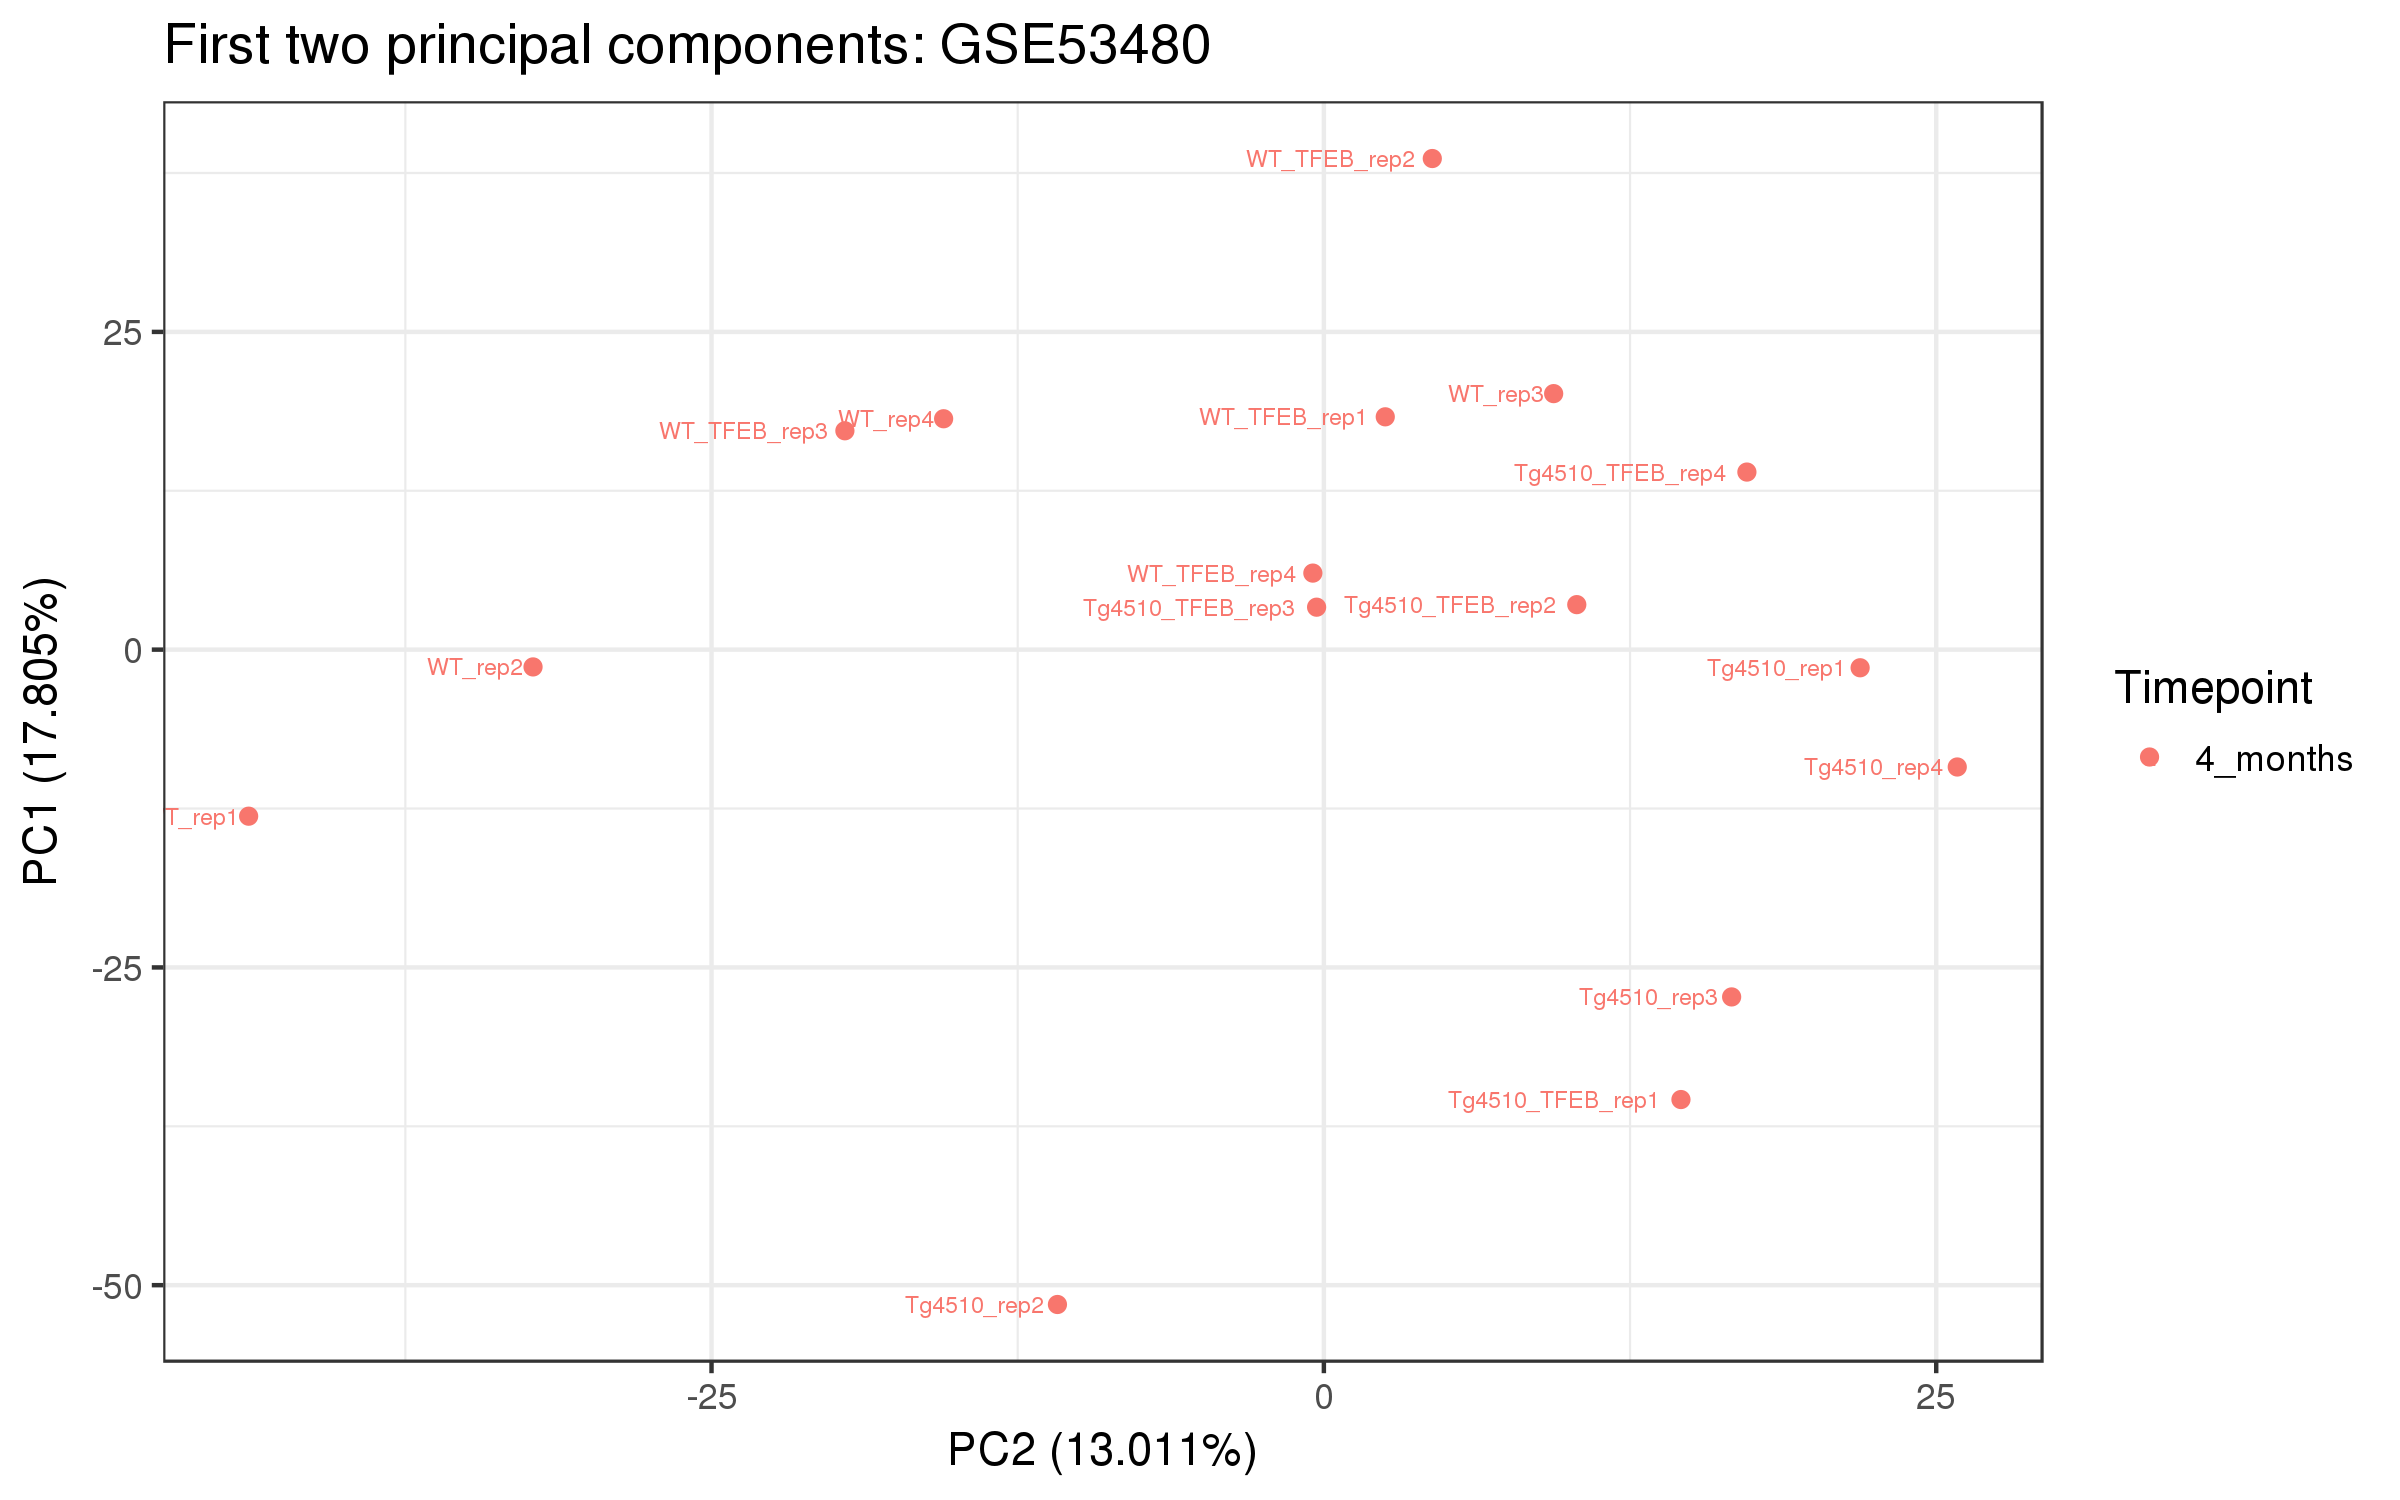 First two principal components: GSE53480
WT_TFEB_rep2
25
WT_rep3
WT_TFEB_rep3
WT_rep4
WT_TFEB_rep1
Tg4510_TFEB_rep4
WT_TFEB_rep4
Tg4510_TFEB_rep3
Tg4510_TFEB_rep2
0
WT_rep2
Tg4510_rep1
Tg4510_rep4
T_rep1
-25
Tg4510_rep3
Tg4510_TFEB_rep1
-50
Tg4510_rep2
PC1 (17.805%)
-25
0
25
PC2 (13.011%)
Timepoint
4_months